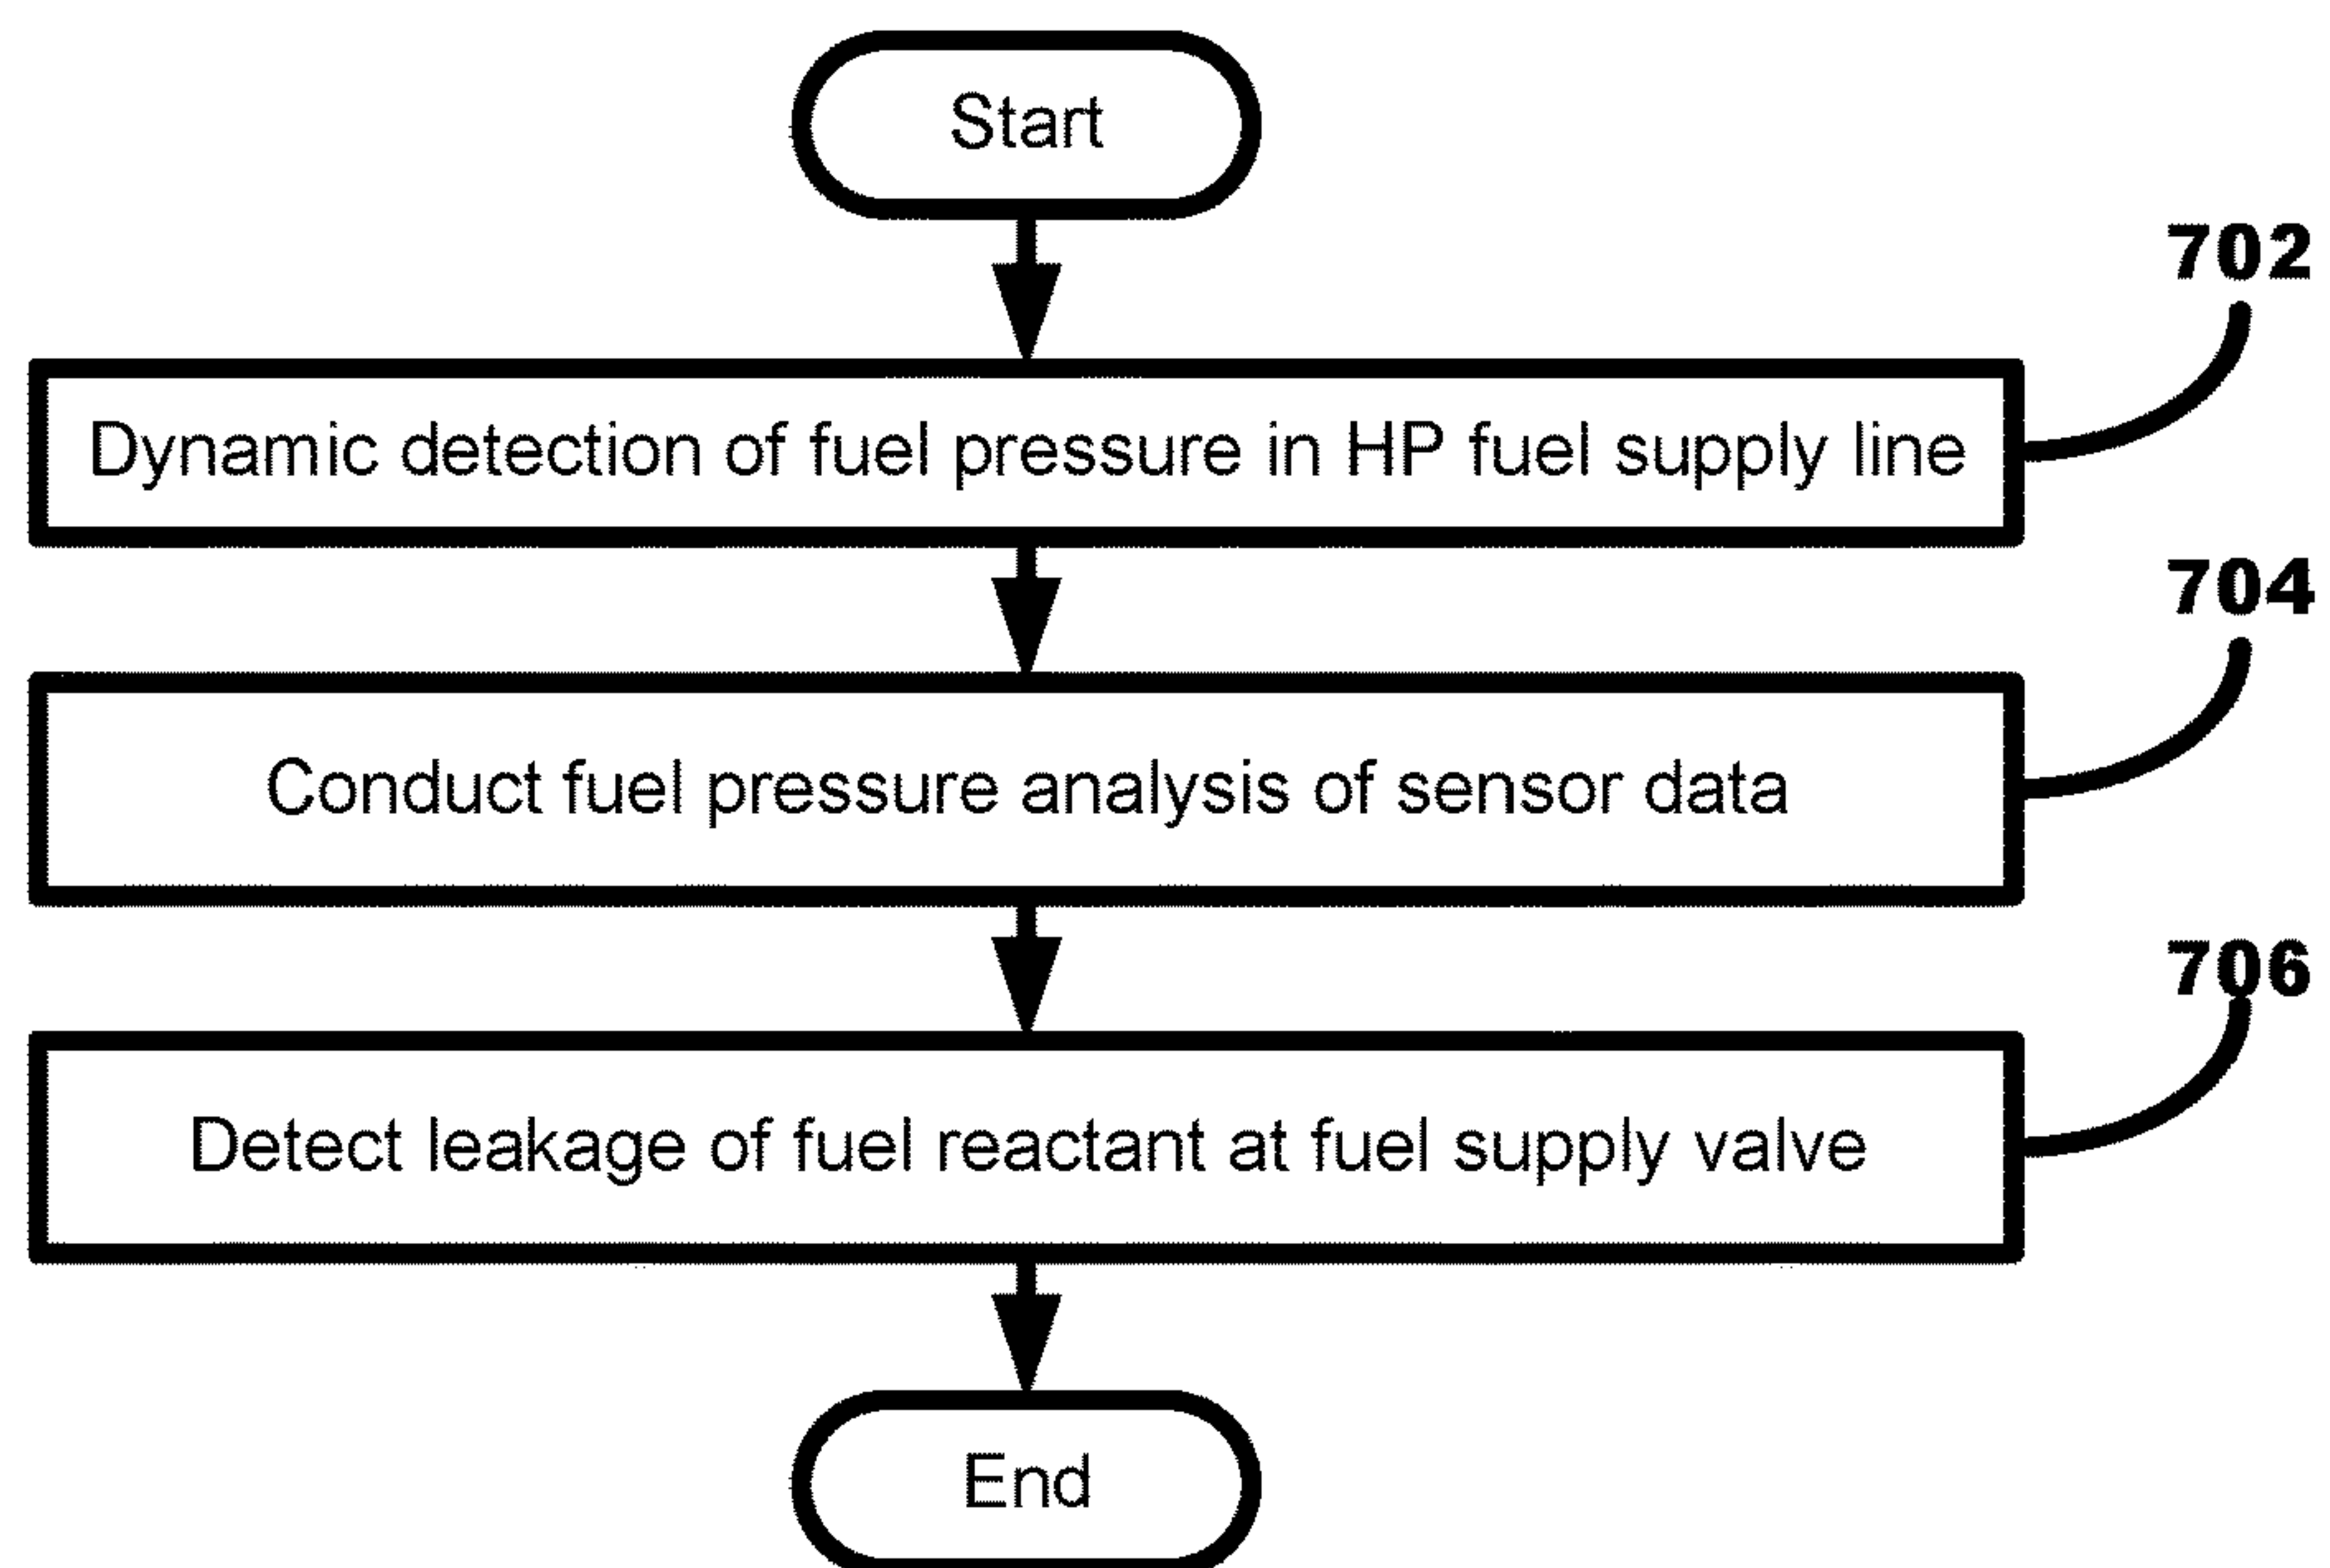 Start
702
Dynamic detection of fuel pressure in HP fuel supply line
704
Conduct fuel pressure analysis of sensor data
706
Detect leakage of fuel reactant at fuel supply valve
End